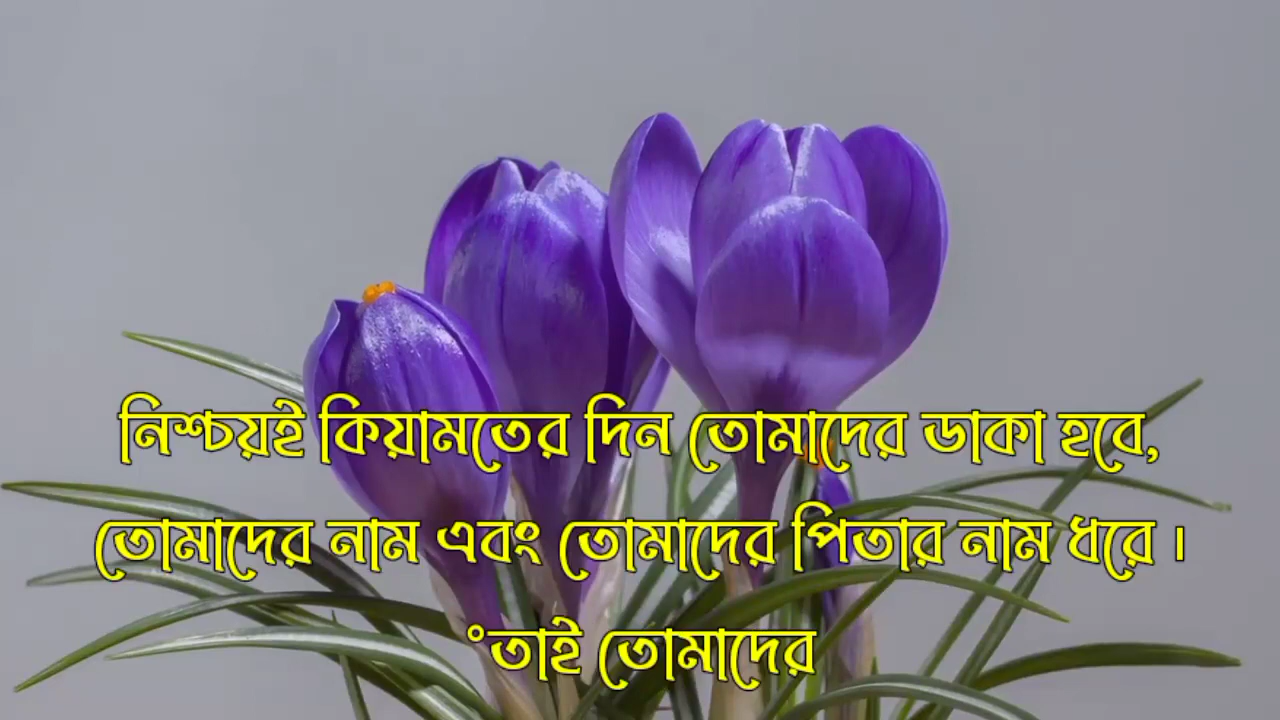 নিশ্চয়ই কিয়ামতের দিন তোমাদের ডাকা হবে,
তোমাদের নাম এবং তোমাদের পিতার নাম ধরে ।
°তাই তোমাদের